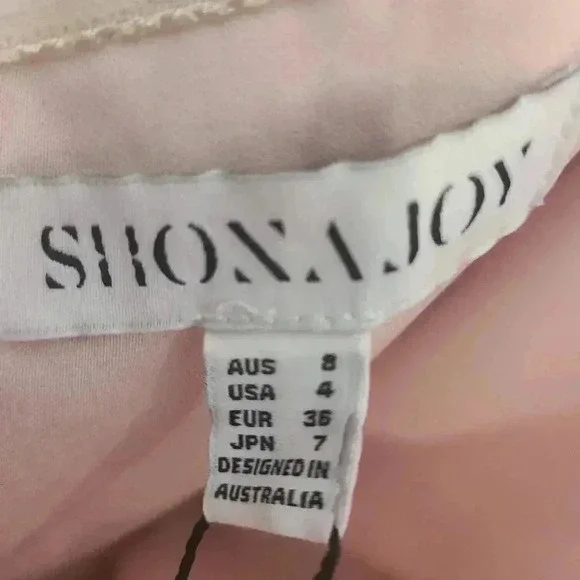 SHONA JOY
AUS 8
USA 4
EUR 36
JPN 7
DESIGNED IN
AUSTRALIA